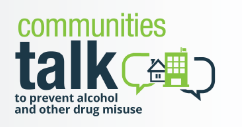 communities
talk
to prevent alcohol
and other drug misuse